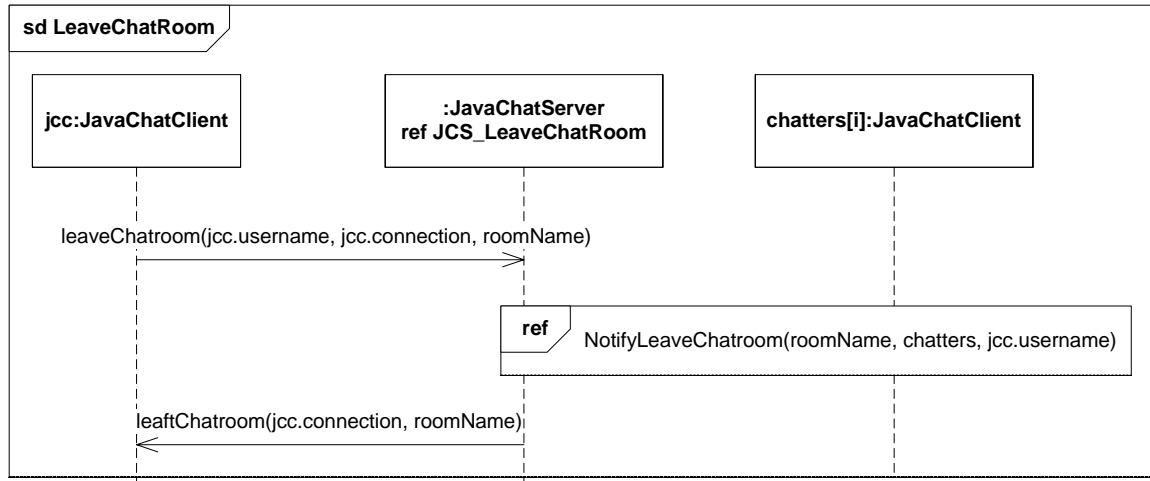 sd LeaveChatRoom
jcc:JavaChatClient
:JavaChatServer
ref JCS_LeaveChatRoom
chatters[i]:JavaChatClient
leaveChatroom(jcc.username, jcc.connection, roomName)
ref
NotifyLeaveChatroom(roomName, chatters, jcc.username)
leaftChatroom(jcc.connection, roomName)